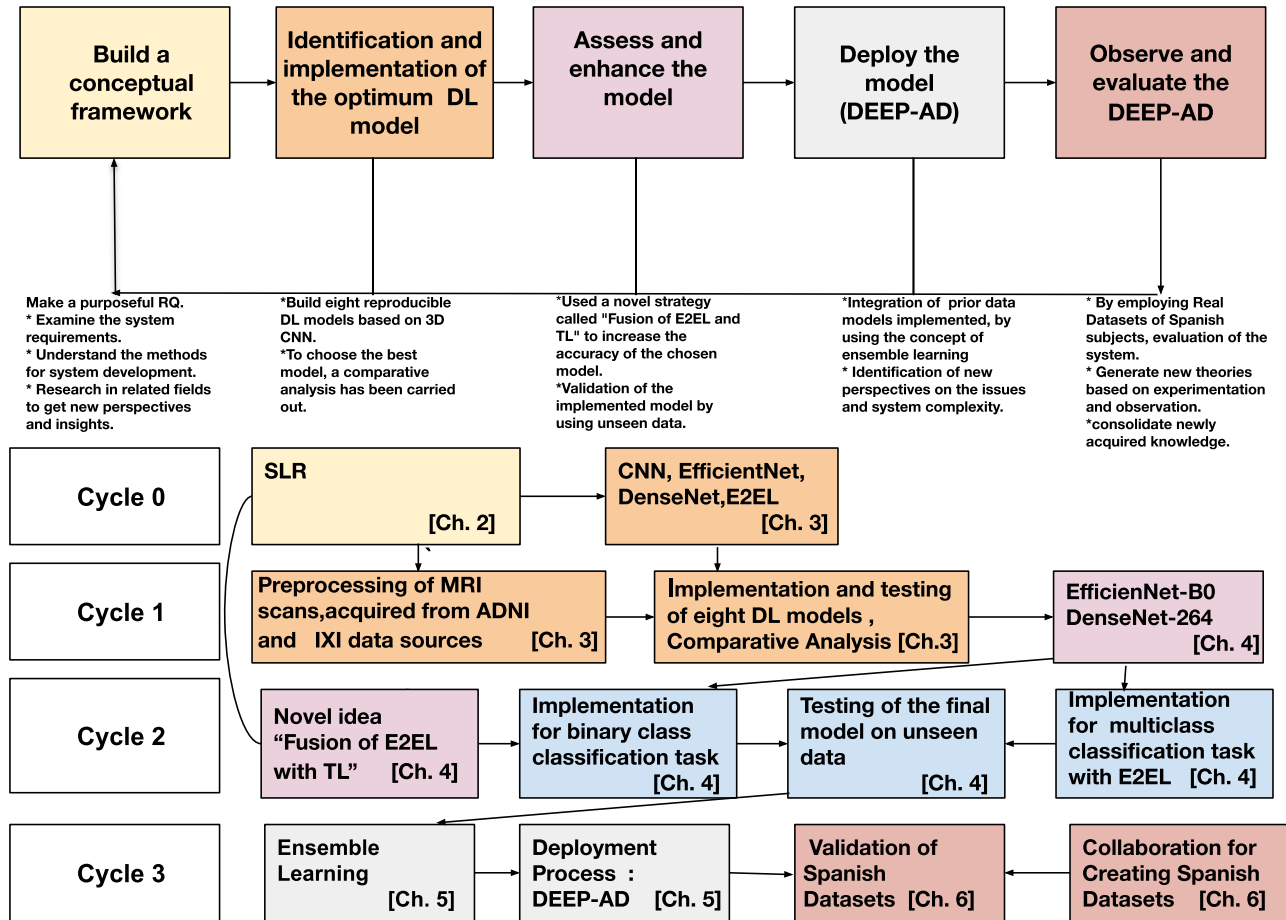 Build a
conceptual
framework
Identification and
implementation of
the optimum DL
model
Assess and
enhance the
model
Deploy the
model
(DEEP-AD)
Observe and
evaluate the
DEEP-AD
Make a purposeful RQ.
* Examine the system
requirements.
* Understand the methods
for system development.
* Research in related fields
to get new perspectives
and insights.
*Build eight reproducible
DL models based on 3D
CNN.
*To choose the best
model, a comparative
analysis has been carried
out.
*Used a novel strategy
called "Fusion of E2EL and
TL" to increase the
accuracy of the chosen
model.
*Validation of the
implemented model by
using unseen data.
*Integration of prior data
models implemented, by
using the concept of
ensemble learning
* Identification of new
perspectives on the issues
and system complexity.
* By employing Real
Datasets of Spanish
subjects, evaluation of the
system.
* Generate new theories
based on experimentation
and observation.
*consolidate newly
acquired knowledge.
Cycle 0
SLR
[Ch. 2]
CNN, EfficientNet,
DenseNet,E2EL
[Ch. 3]
Cycle 1
Preprocessing of MRI
scans,acquired from ADNI
and IXI data sources [Ch. 3]
Implementation and testing
of eight DL models ,
Comparative Analysis [Ch.3]
EfficienNet-B0
DenseNet-264
[Ch. 4]
Cycle 2
Novel idea
“Fusion of E2EL
with TL” [Ch. 4]
Implementation
for binary class
classification task
[Ch. 4]
Testing of the final
model on unseen
data
[Ch. 4]
Implementation
for multiclass
classification task
with E2EL [Ch. 4]
Cycle 3
Ensemble
Learning
[Ch. 5]
Deployment
Process :
DEEP-AD [Ch. 5]
Validation of
Spanish
Datasets [Ch. 6]
Collaboration for
Creating Spanish
Datasets [Ch. 6]